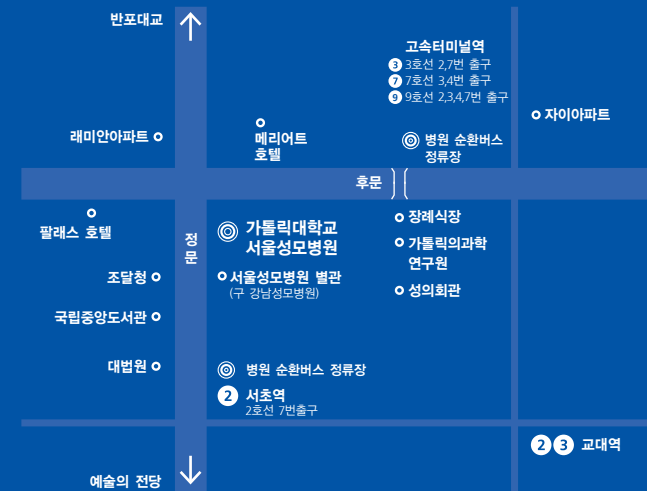 반포대교
고속터미널역
3 3호선 2,7번 출구
7 7호선 3,4번 출구
9 9호선 2,3,4,7번 출구
자이아파트
래미안아파트
메리어트
호텔
병원 순환버스
정류장
후문
팔래스 호텔
정
문
가톨릭대학교
서울성모병원
장례식장
가톨릭의과학
연구원
성의회관
조달청
서울성모병원 별관
(구 강남성모병원)
국립중앙도서관
대법원
병원 순환버스 정류장
2 서초역
2호선 7번출구
2 3 교대역
예술의 전당